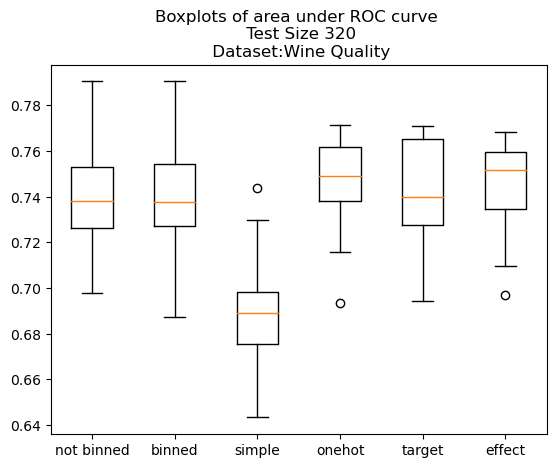 Boxplots of area under ROC curve
Test Size 320
Dataset:Wine Quality
0.78
0.76
0.74
0.72
0.70
0.68
0.66
0.64
not binned binned simple onehot target effect